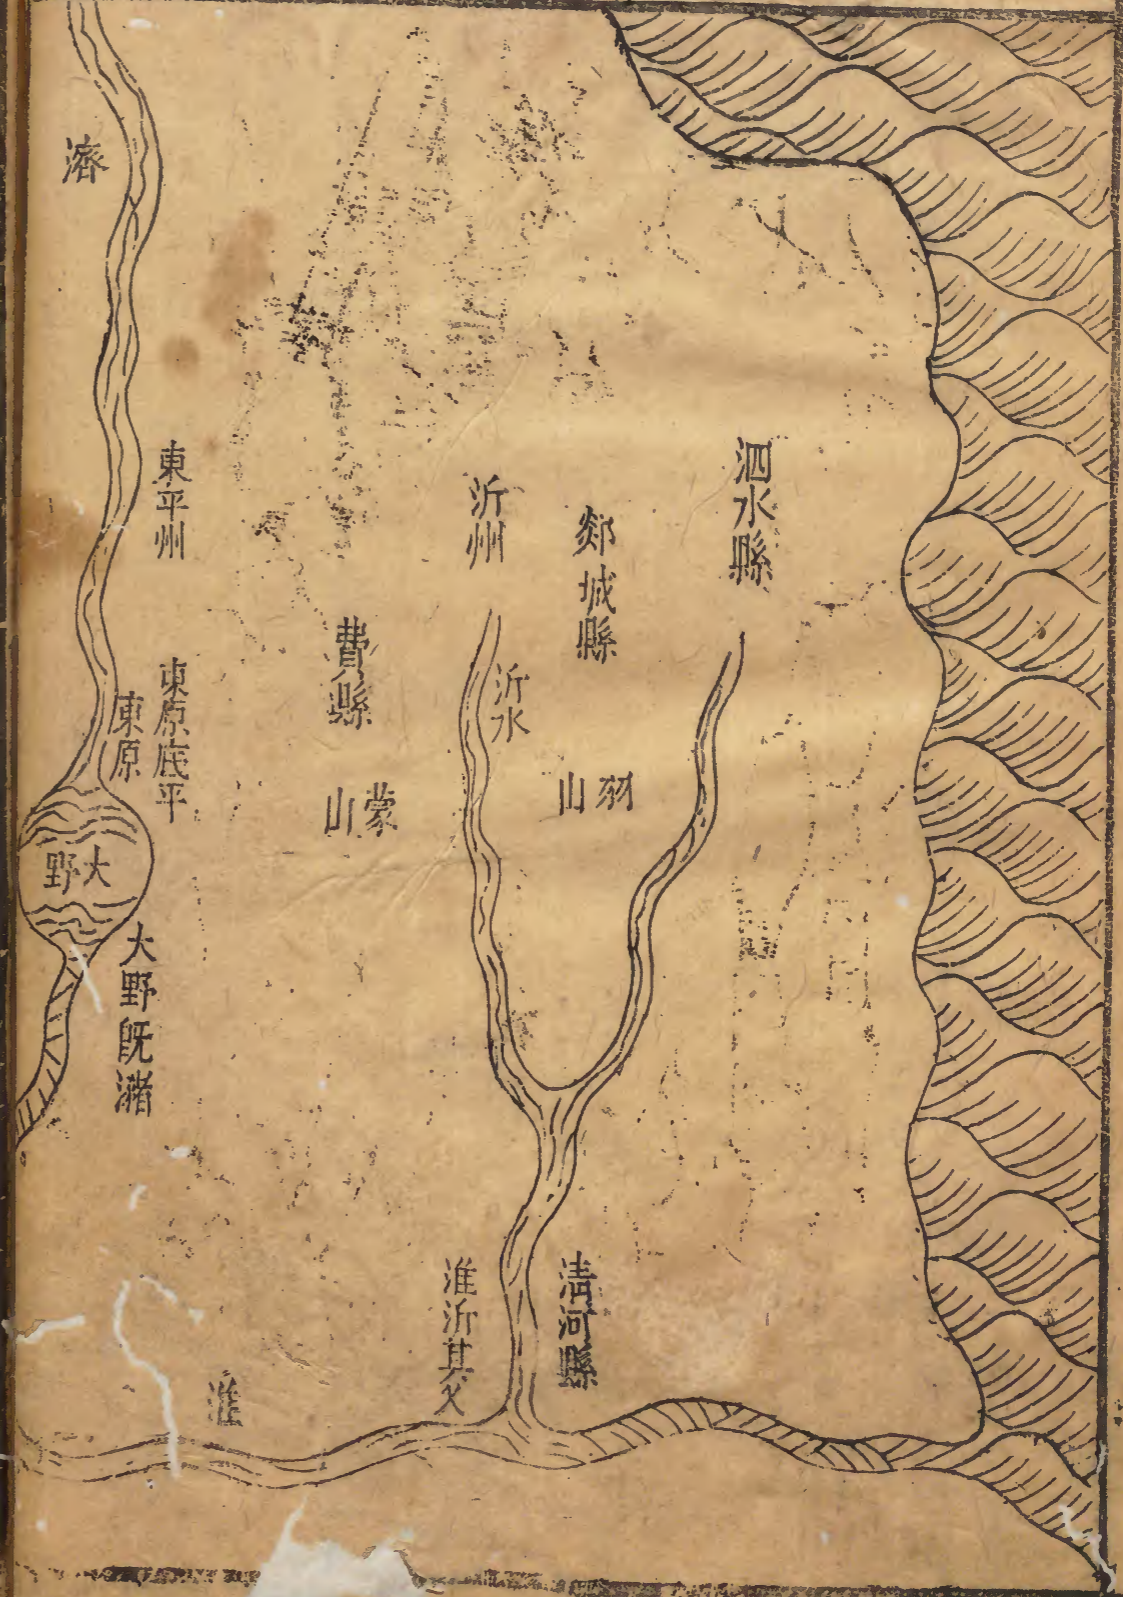 泗水縣
郯城縣
羽山
沂州
沂水
清河縣
淮沂其乂
蒙山
費縣
東平州
東原底平
東原
大野
大野既瀦
濟
淮